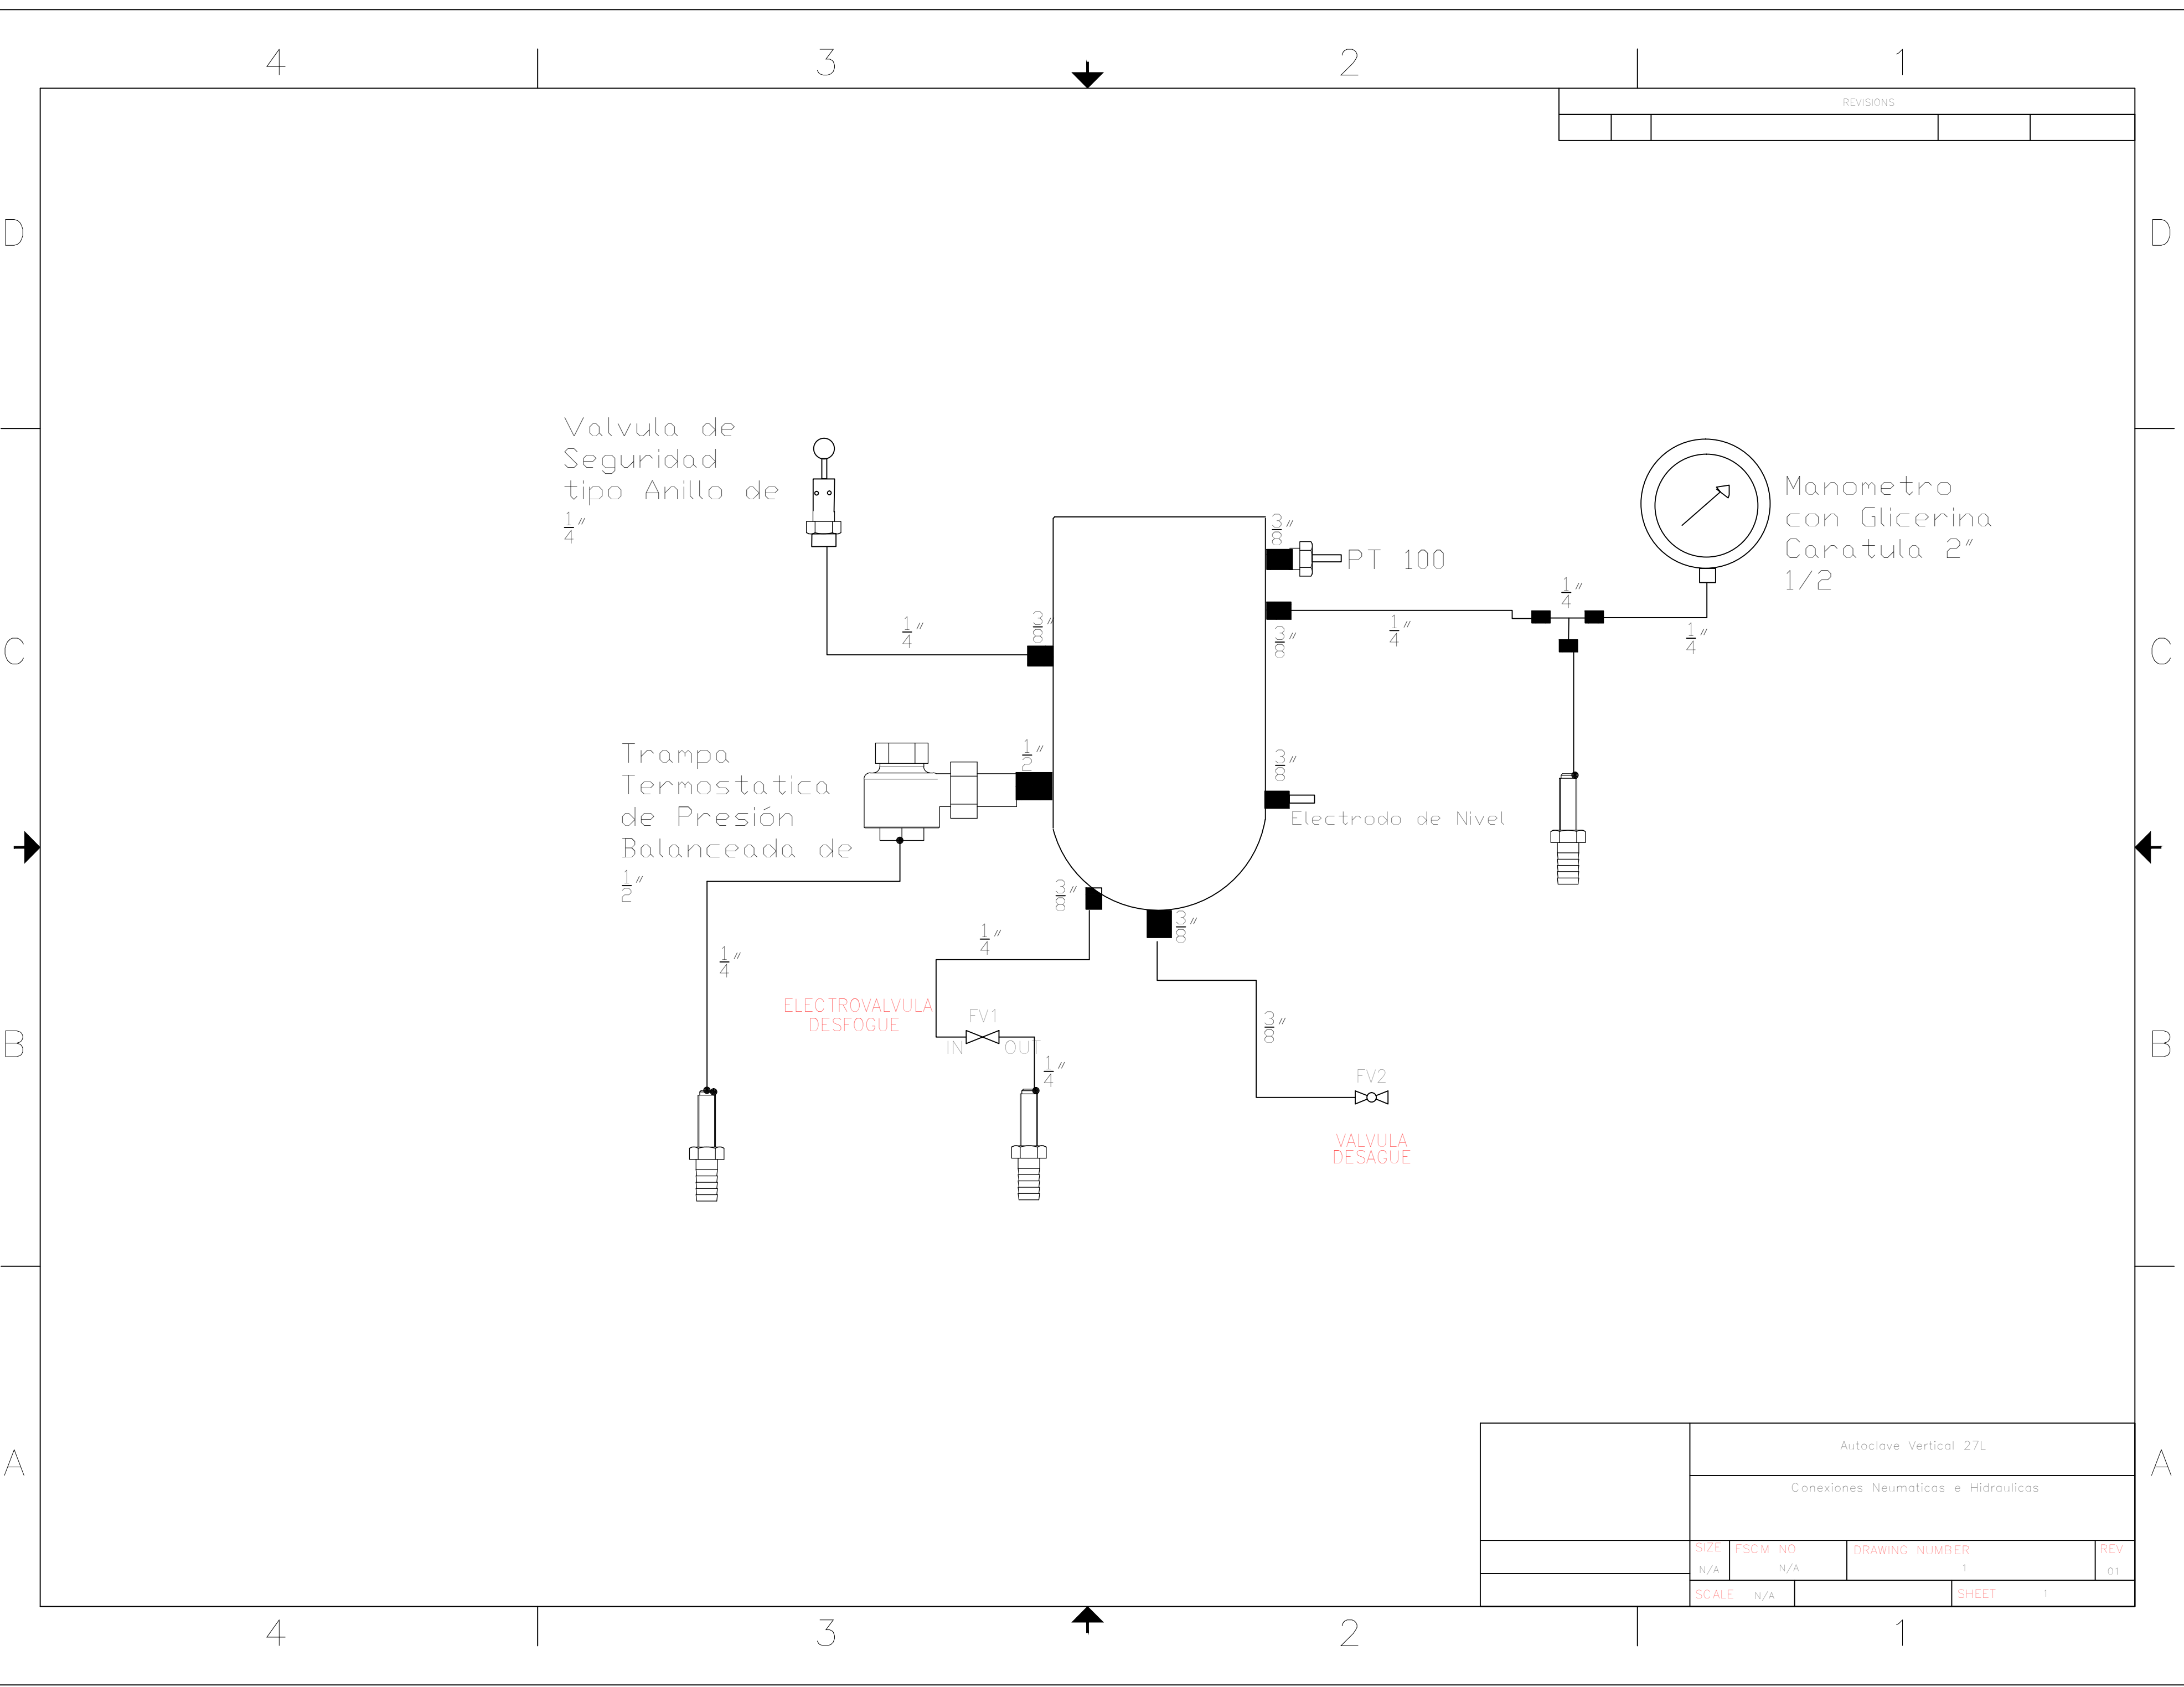 4 3 2 1
REVISIONS
D D
Valvula de
Seguridad
tipo Anillo de
1/4"
Manometro
con Glicerina
Caratula 2"
1/2
3/8"
PT 100
1/4"
1/4"
3/8"
3/8"
1/4"
1/4"
C C
Trampa
Termostatica
de Presión
Balanceada de
1/2"
1/2"
3/8"
Electrodo de Nivel
3/8"
3/8"
1/4"
1/4"
ELECTROVALVULA
DESFOGUE
FV1
IN OUT
1/4"
3/8"
B B
FV2
VALVULA
DESAGUE
A A
Autoclave Vertical 27L
Conexiones Neumaticas e Hidraulicas
SIZE FSCM NO DRAWING NUMBER REV
N/A N/A 1 01
SCALE N/A SHEET 1
4 3 2 1